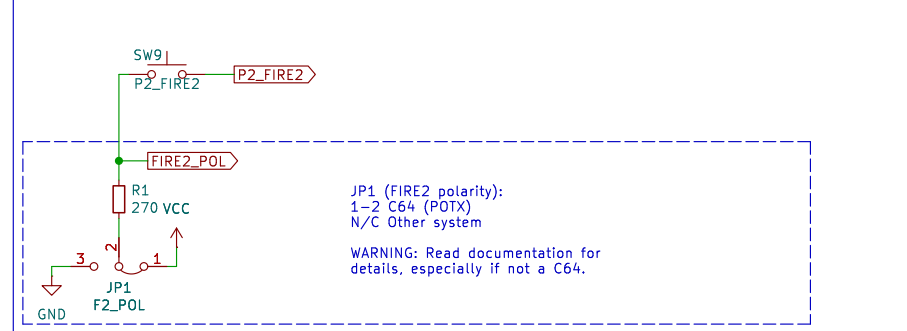 SW9
P2_FIRE2
P2_FIRE2
FIRE2_POL
R1
270
VCC
2
3
1
JP1
F2_POL
GND
JP1 (FIRE2 polarity):
1-2 C64 (POTX)
N/C Other system
WARNING: Read documentation for
details, especially if not a C64.